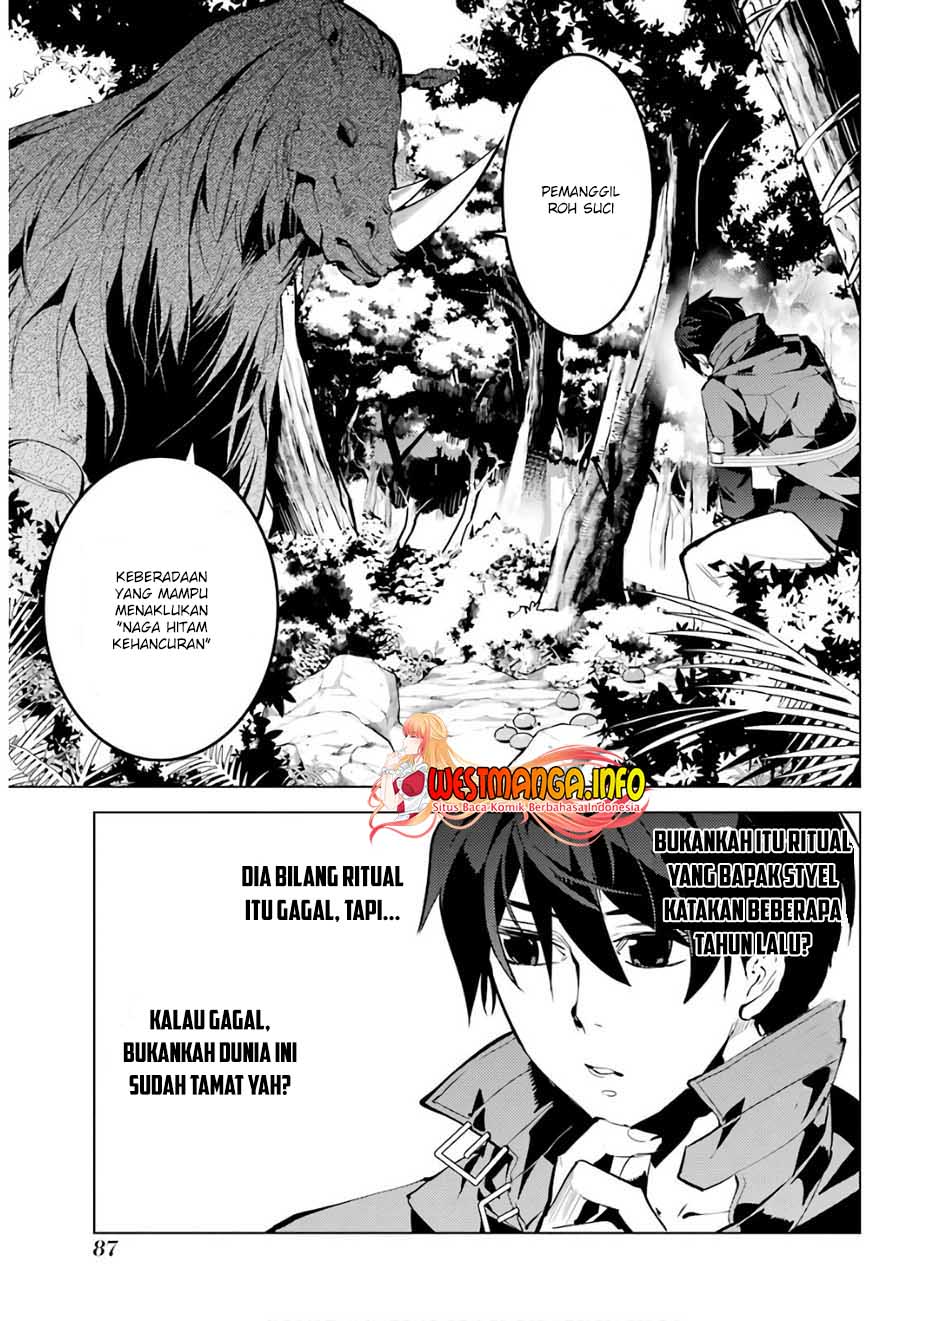 PEMANGGIL
ROH SUCI
KEBERADAAN
YANG MAMPU
MENAKLUKAN
"NAGA HITAM
KEHANCURAN"
WESTMANGA.INFO
Situs Baca Komik Berbahasa Indonesia
BUKANKAH ITU RITUAL
YANG BAPAK STYEL
KATAKAN BEBERAPA
TAHUN LALU?
DIA BILANG RITUAL
ITU GAGAL, TAPI...
KALAU GAGAL,
BUKANKAH DUNIA INI
SUDAH TAMAT YAH?
87